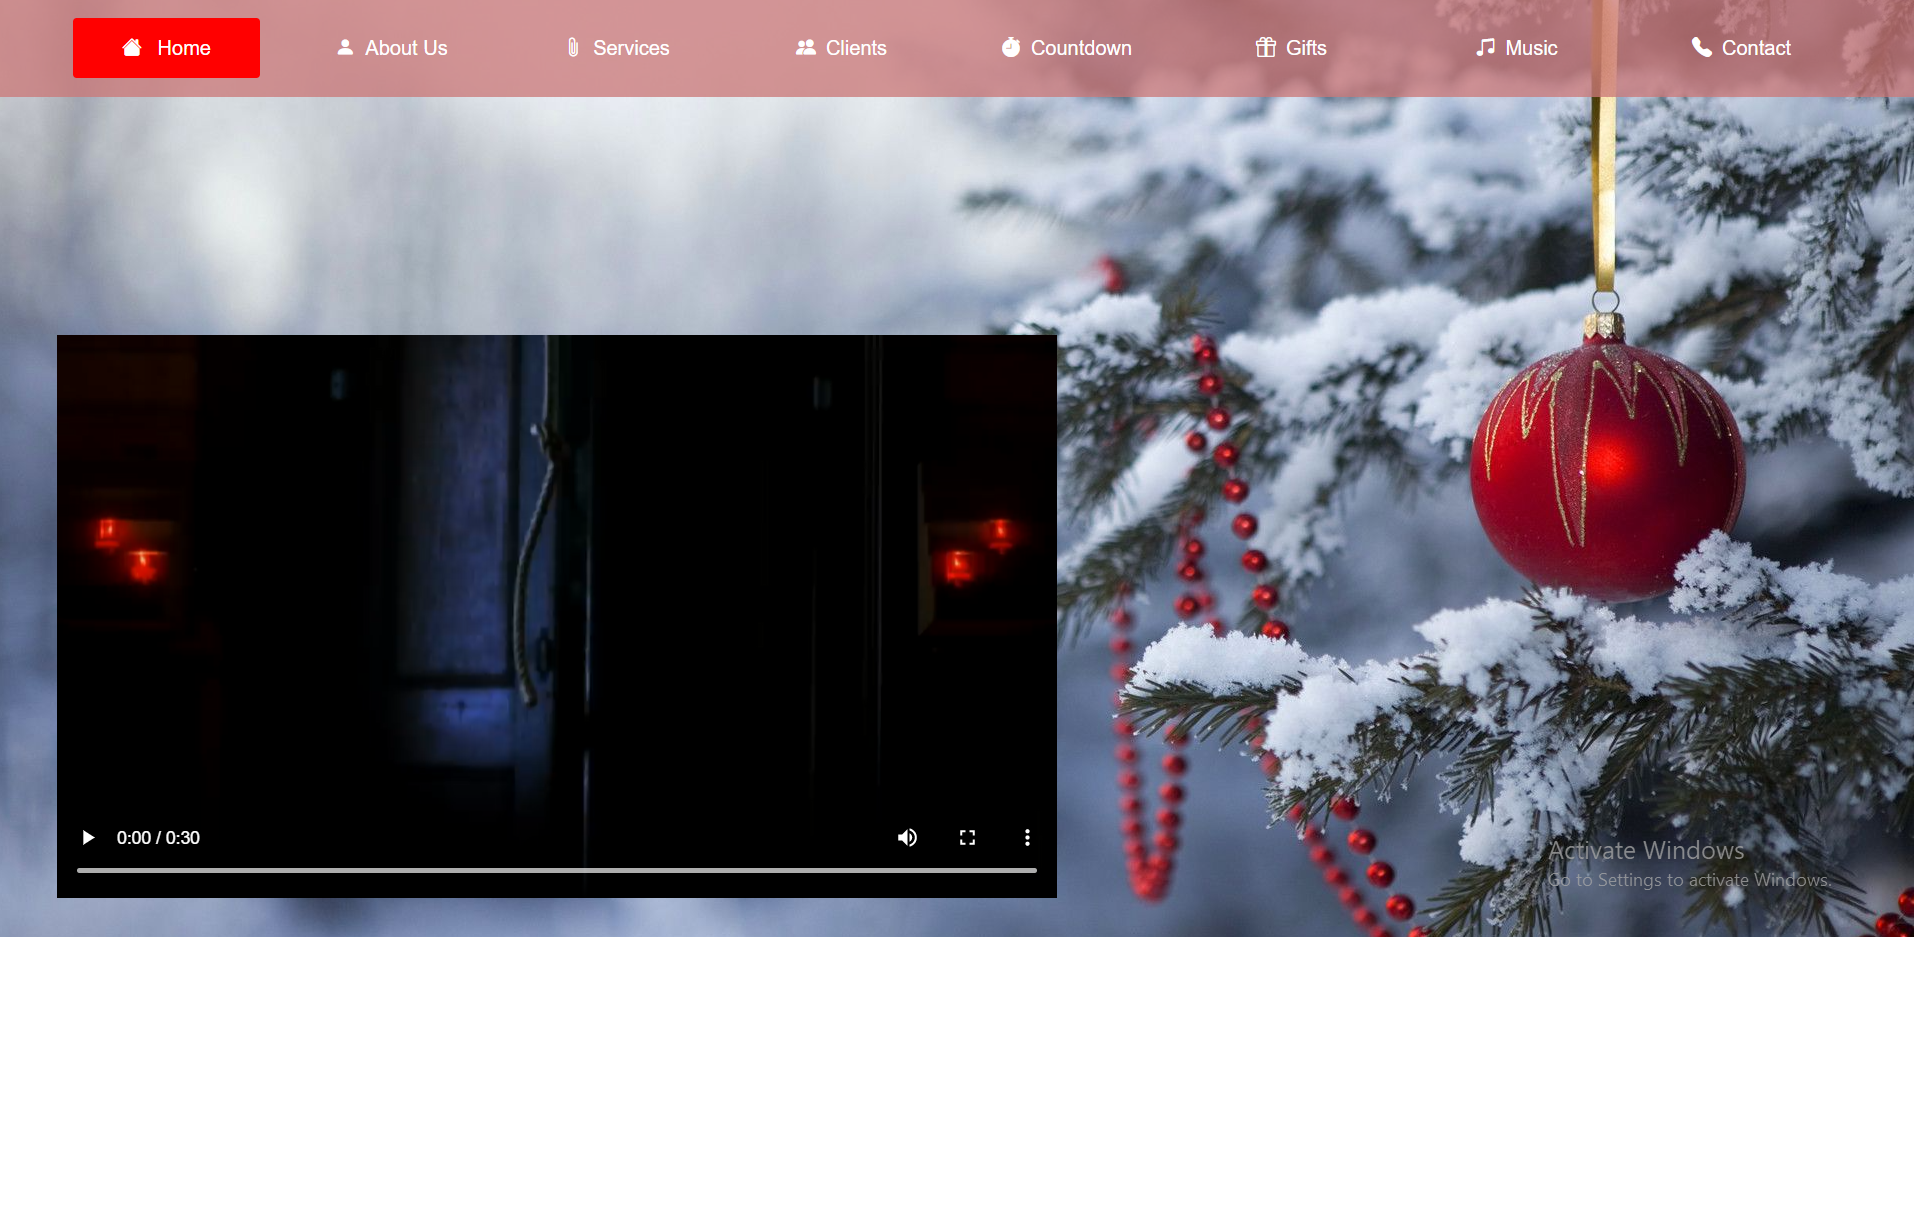 Home About Us Services Clients Countdown Gifts Music Contact
0:00 / 0:30
Activate Windows
Go to Settings to activate Windows.